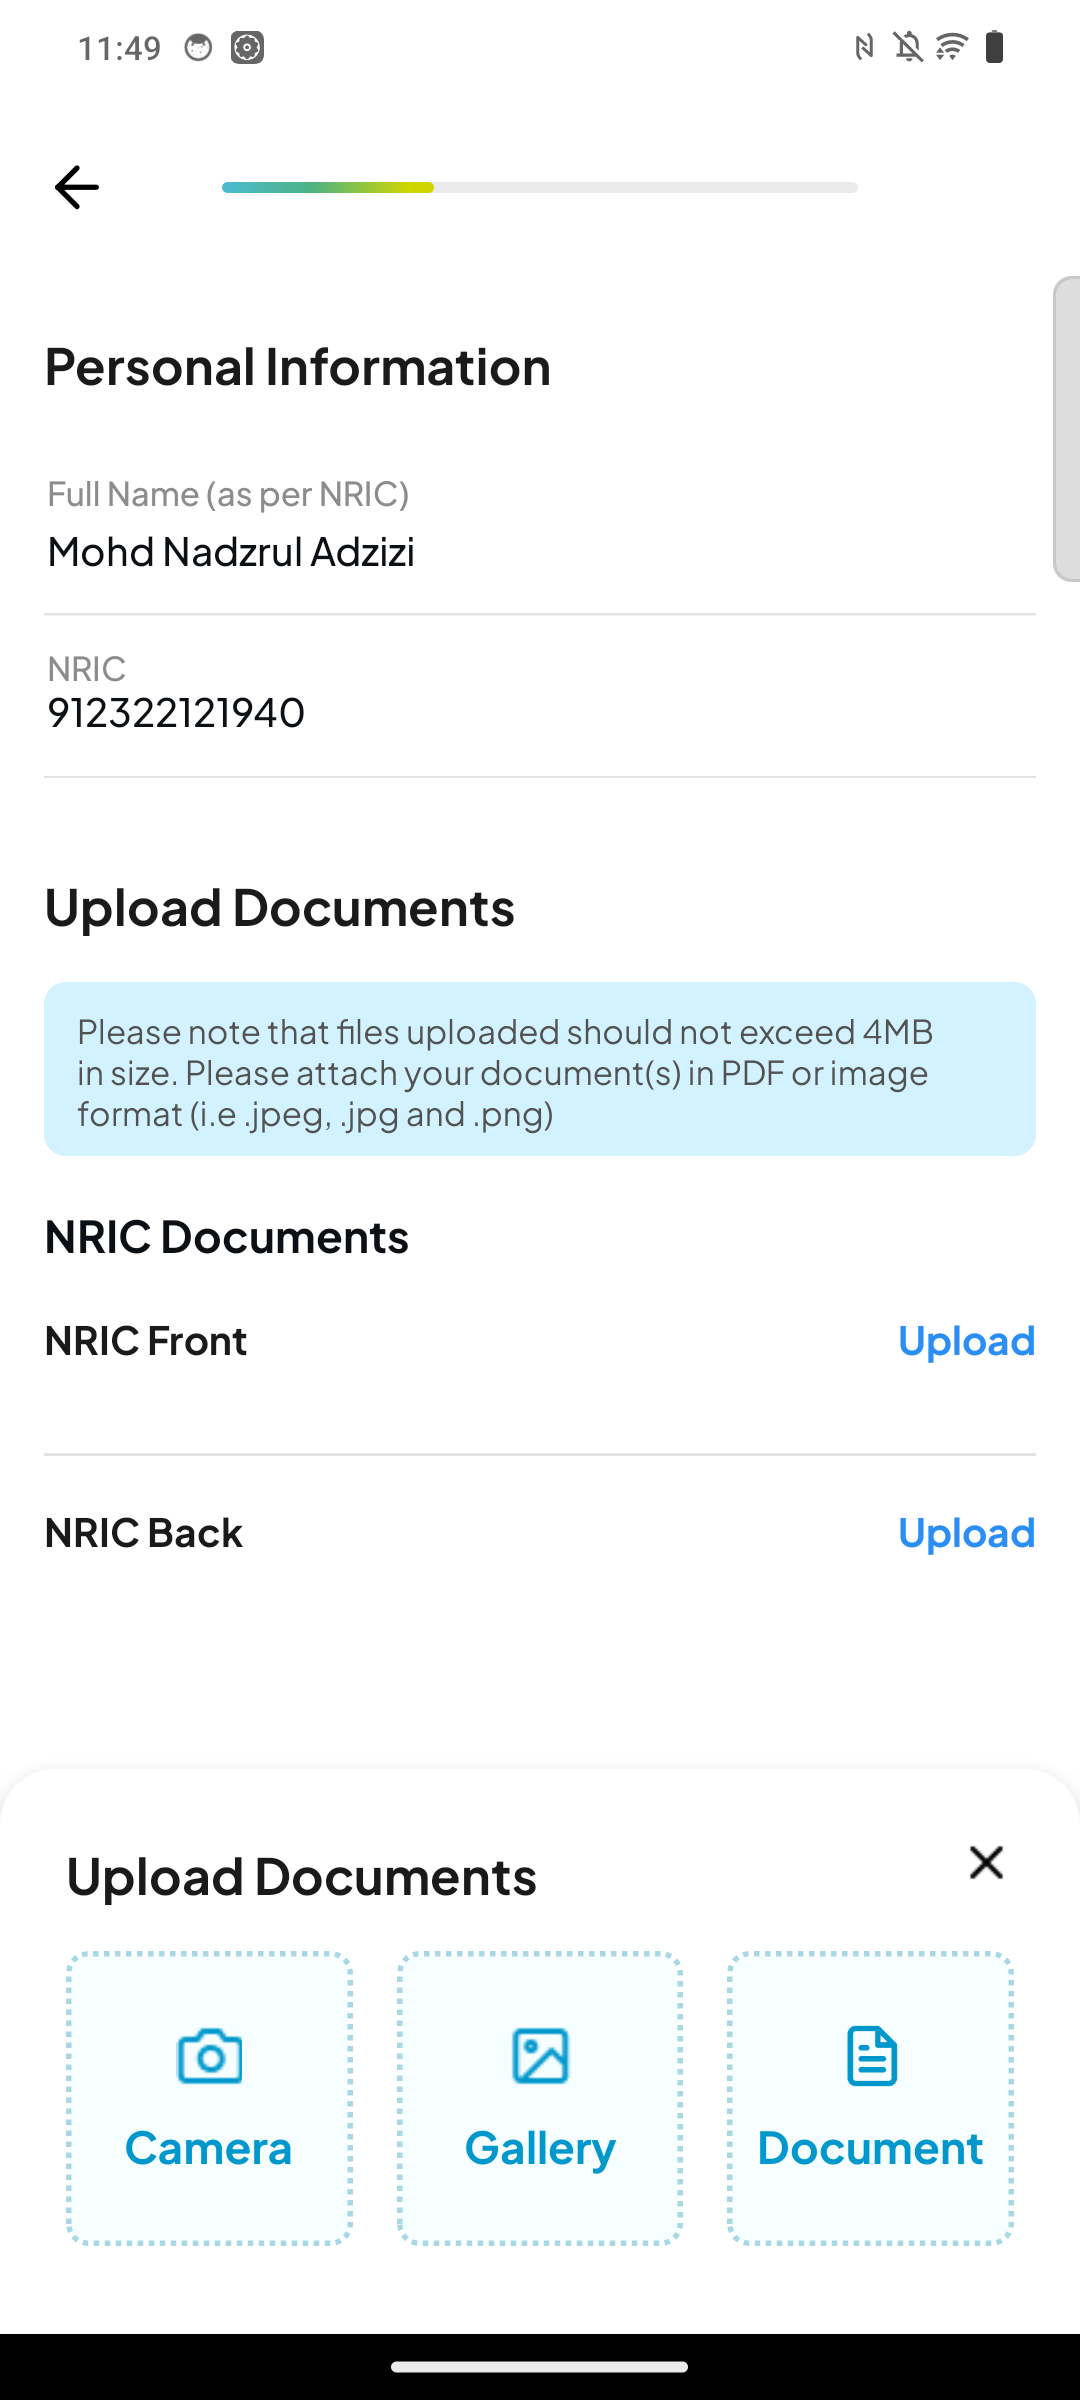 11:49
Personal Information
Full Name (as per NRIC)
Mohd Nadzrul Adzizi
NRIC
912322121940
Upload Documents
Please note that files uploaded should not exceed 4MB
in size. Please attach your document(s) in PDF or image
format (i.e .jpeg, .jpg and .png)
NRIC Documents
NRIC Front Upload
NRIC Back Upload
Upload Documents
Camera Gallery Document